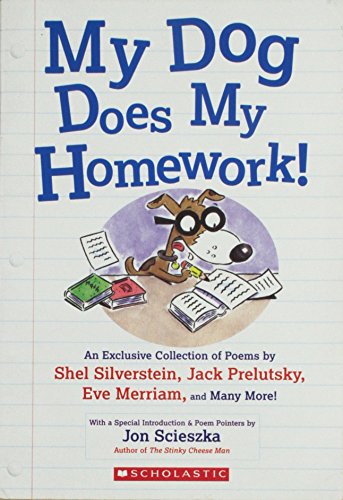 My Dog
Does My
Homework!
An Exclusive Collection of Poems by
Shel Silverstein, Jack Prelutsky,
Eve Merriam, and Many More!
With a Special Introduction & Poem Pointers by
Jon Scieszka
Author of The Stinky Cheese Man
SCHOLASTIC